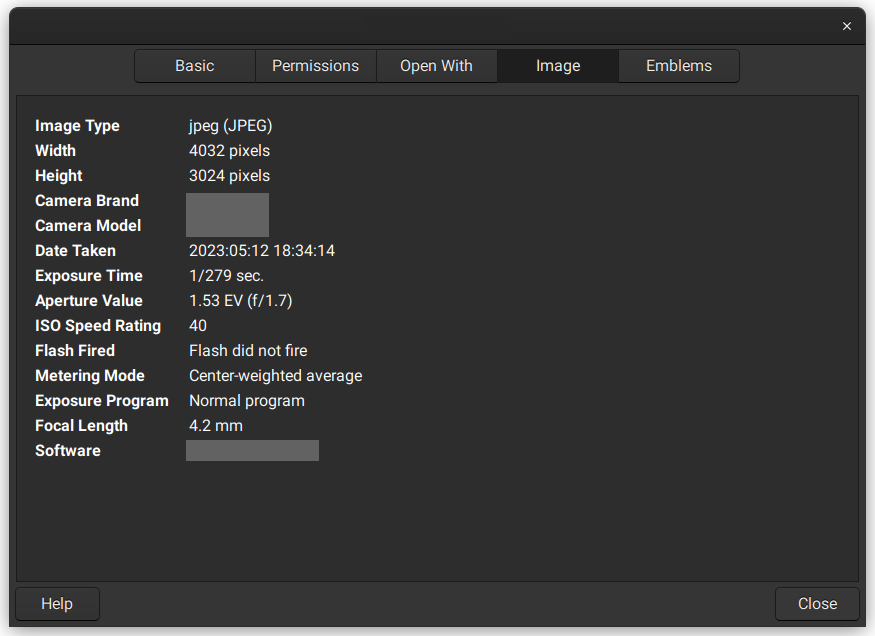 ×
Basic Permissions Open With Image Emblems
Image Type jpeg (JPEG)
Width 4032 pixels
Height 3024 pixels
Camera Brand
Camera Model
Date Taken 2023:05:12 18:34:14
Exposure Time 1/279 sec.
Aperture Value 1.53 EV (f/1.7)
ISO Speed Rating 40
Flash Fired Flash did not fire
Metering Mode Center-weighted average
Exposure Program Normal program
Focal Length 4.2 mm
Software
Help Close